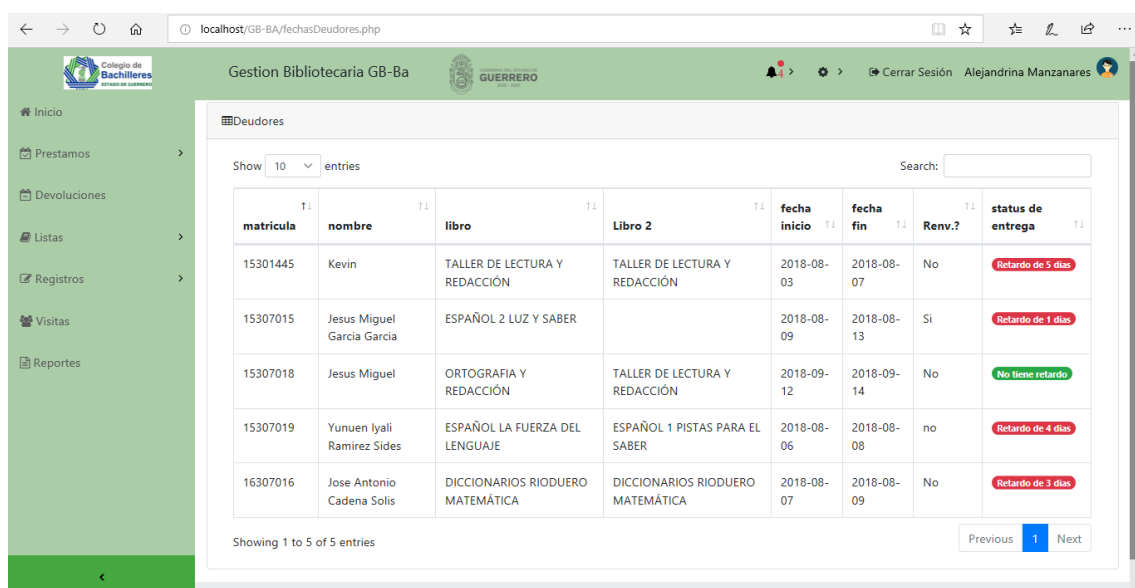 localhost/GB-BA/fechasDeudores.php
Colegio de
Bachilleres
ESTADO DE GUERRERO
Gestion Bibliotecaria GB-Ba
GUERRERO
4
Cerrar Sesión
Alejandrina Manzanares
Inicio
Prestamos
Devoluciones
Listas
Registros
Visitas
Reportes
Deudores
Show 10 entries
Search:
matricula
nombre
libro
Libro 2
fecha
inicio
fecha
fin
Renv.?
status de
entrega
15301445
Kevin
TALLER DE LECTURA Y
REDACCIÓN
TALLER DE LECTURA Y
REDACCIÓN
2018-08-
03
2018-08-
07
No
Retardo de 5 dias
15307015
Jesus Miguel
Garcia Garcia
ESPAÑOL 2 LUZ Y SABER
2018-08-
09
2018-08-
13
Si
Retardo de 1 dias
15307018
Jesus Miguel
ORTOGRAFIA Y
REDACCIÓN
TALLER DE LECTURA Y
REDACCIÓN
2018-09-
12
2018-09-
14
No
No tiene retardo
15307019
Yunuen Iyali
Ramirez Sides
ESPAÑOL LA FUERZA DEL
LENGUAJE
ESPAÑOL 1 PISTAS PARA EL
SABER
2018-08-
06
2018-08-
08
no
Retardo de 4 dias
16307016
Jose Antonio
Cadena Solis
DICCIONARIOS RIODUERO
MATEMÁTICA
DICCIONARIOS RIODUERO
MATEMÁTICA
2018-08-
07
2018-08-
09
No
Retardo de 3 dias
Showing 1 to 5 of 5 entries
Previous
1
Next